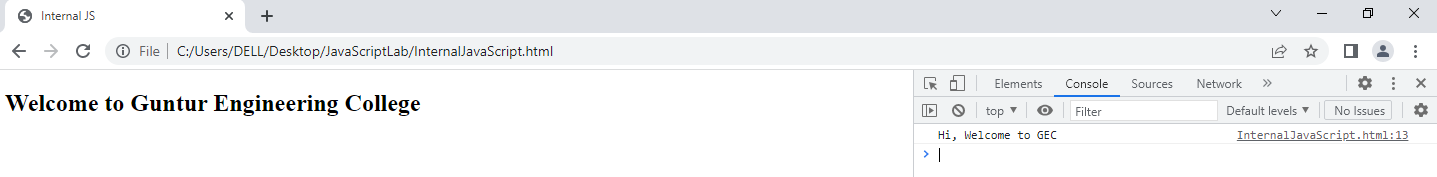 Internal JS
File C:/Users/DELL/Desktop/JavaScriptLab/InternalJavaScript.html
Welcome to Guntur Engineering College
Elements Console Sources Network
top Filter Default levels No Issues
Hi, Welcome to GEC InternalJavaScript.html:13